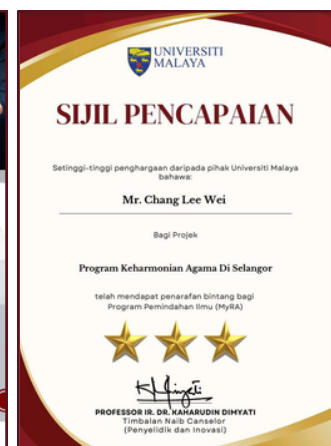 UNIVERSITI
MALAYA
SIJIL PENCAPAIAN
Setinggi-tinggi penghargaan daripada pihak Universiti Malaya
bahawa:
Mr. Chang Lee Wei
Bagi Projek
Program Keharmonian Agama Di Selangor
telah mendapat penarafan bintang bagi
Program Pemindahan Ilmu (MyRA)
PROFESSOR IR. DR. KAHARUDIN DIMYATI
Timbalan Naib Canselor
(Penyelidik dan Inovasi)